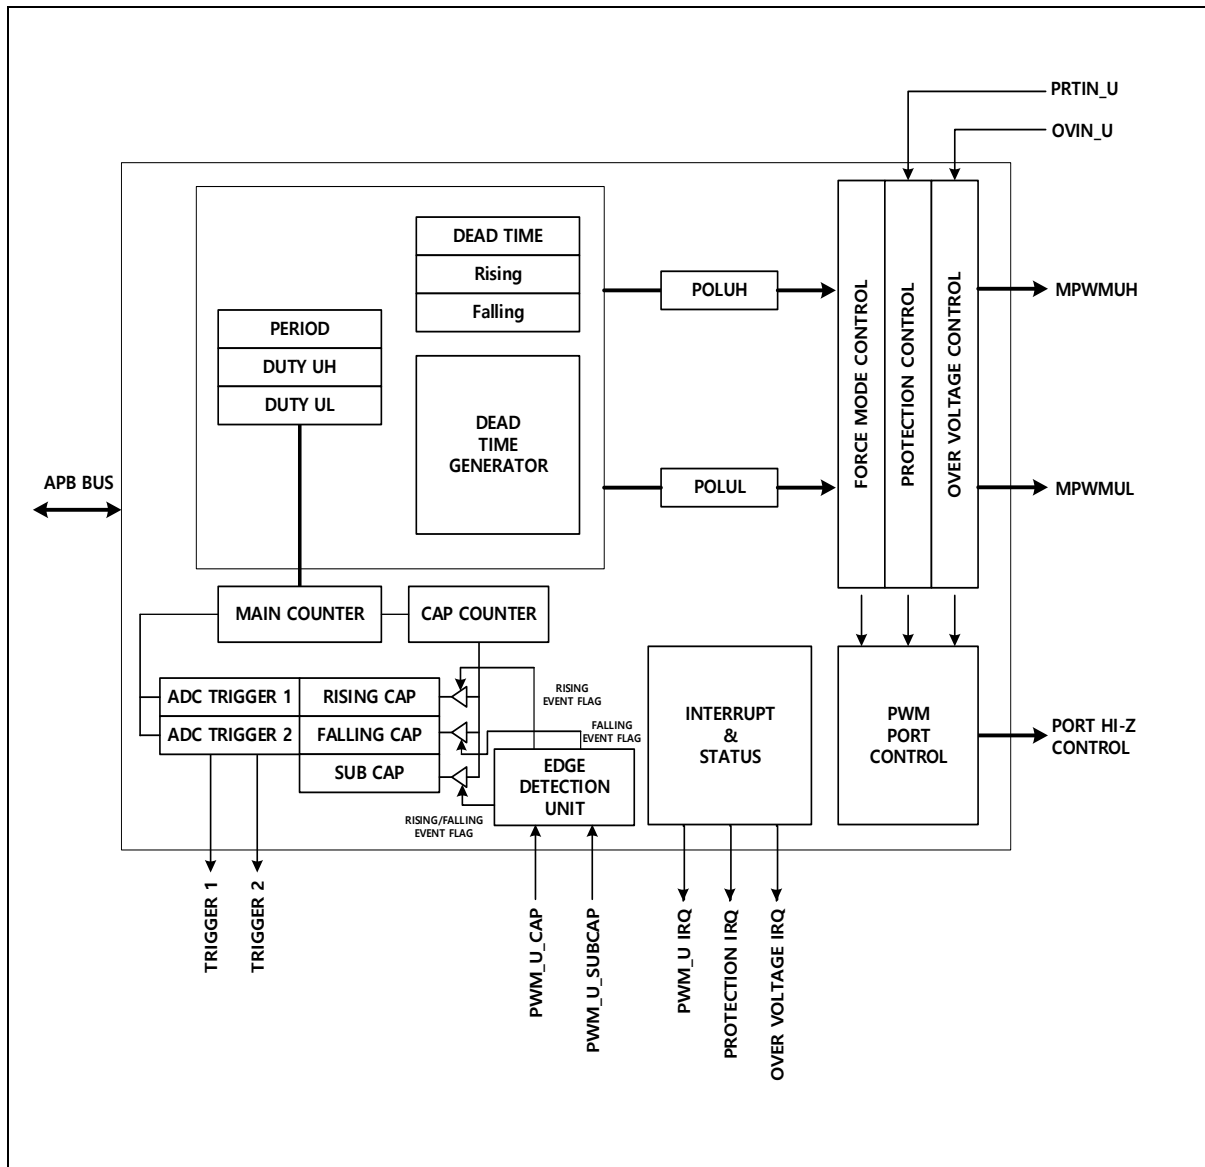 PRTIN_U
OVIN_U
DEAD TIME
Rising
Falling
POLUH
MPWMUH
PERIOD
DUTY UH
DUTY UL
DEAD
TIME
GENERATOR
FORCE MODE CONTROL
PROTECTION CONTROL
OVER VOLTAGE CONTROL
APB BUS
POLUL
MPWMUL
MAIN COUNTER
CAP COUNTER
ADC TRIGGER 1
RISING CAP
RISING
EVENT FLAG
ADC TRIGGER 2
FALLING CAP
FALLING
EVENT FLAG
SUB CAP
EDGE
DETECTION
UNIT
RISING/FALLING
EVENT FLAG
INTERRUPT
&
STATUS
PWM
PORT
CONTROL
PORT HI-Z
CONTROL
TRIGGER 1
TRIGGER 2
PWM_U_CAP
PWM_U_SUBCAP
PWM_U IRQ
PROTECTION IRQ
OVER VOLTAGE IRQ